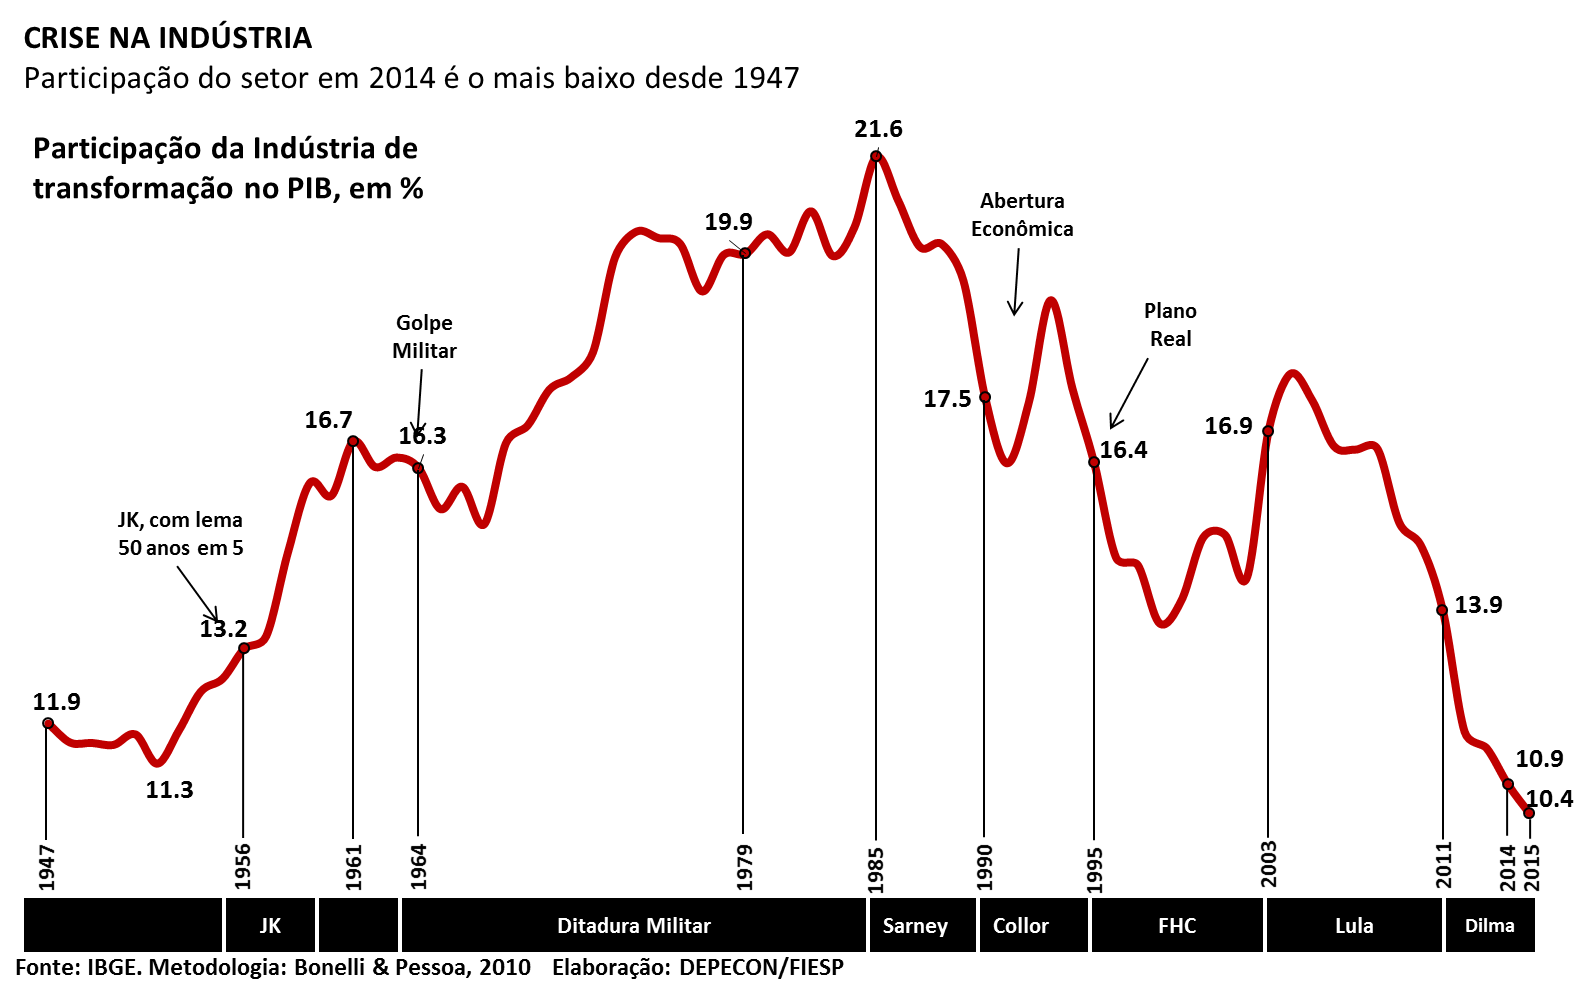 CRISE NA INDÚSTRIA
Participação do setor em 2014 é o mais baixo desde 1947
Participação da Indústria de
transformação no PIB, em %
21.6
Abertura
Econômica
19.9
Golpe
Militar
Plano
Real
17.5
16.7
16.3
16.4
16.9
JK, com lema
50 anos em 5
13.2
13.9
11.9
11.3
10.9
10.4
1947
1956
1961
1964
1979
1985
1990
1995
2003
2011
2014
2015
JK
Ditadura Militar
Sarney
Collor
FHC
Lula
Dilma
Fonte: IBGE. Metodologia: Bonelli & Pessoa, 2010 Elaboração: DEPECON/FIESP